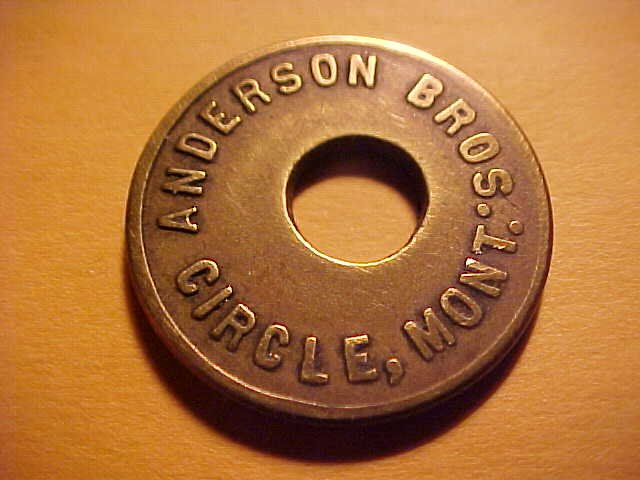 ANDERSON BROS.
CIRCLE, MONT.